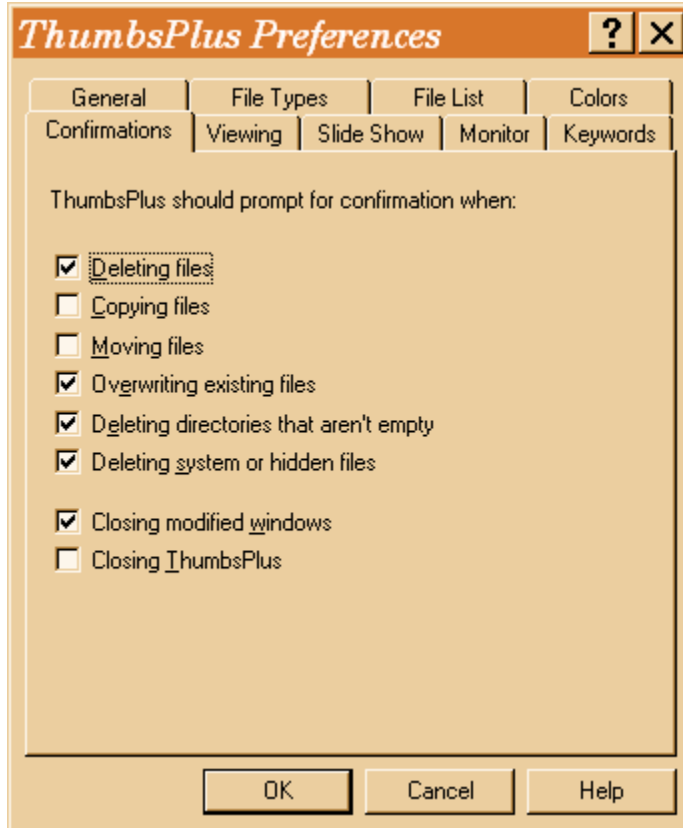 ThumbsPlus Preferences ? ×
General File Types File List Colors
Confirmations Viewing Slide Show Monitor Keywords
ThumbsPlus should prompt for confirmation when:
Deleting files
Copying files
Moving files
Overwriting existing files
Deleting directories that aren't empty
Deleting system or hidden files
Closing modified windows
Closing ThumbsPlus
OK Cancel Help